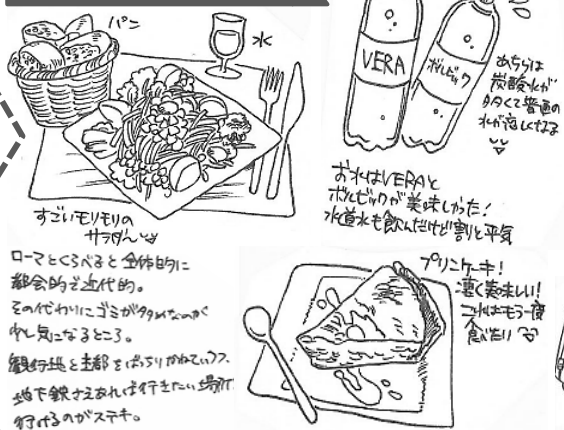 パン
水
すごいモリモリの
サラダ
VERA
ボルビック
あちらは
炭酸水が
多くて普通の
水が恋しくなる
お水はVERAと
ボルビックが美味しかった!
水道水も飲んだけど割と平気
ローマとくらべると全体的に
都会的で近代的。
その代わりにゴミが多めなのが
少し気になるところ。
観光地と主都をばっちりかねていつつ、
地下鉄さえあれば行きたい場所
行けるのがステキ。
プリンケーキ!
凄く美味しい!
これはもう一度
食べたい